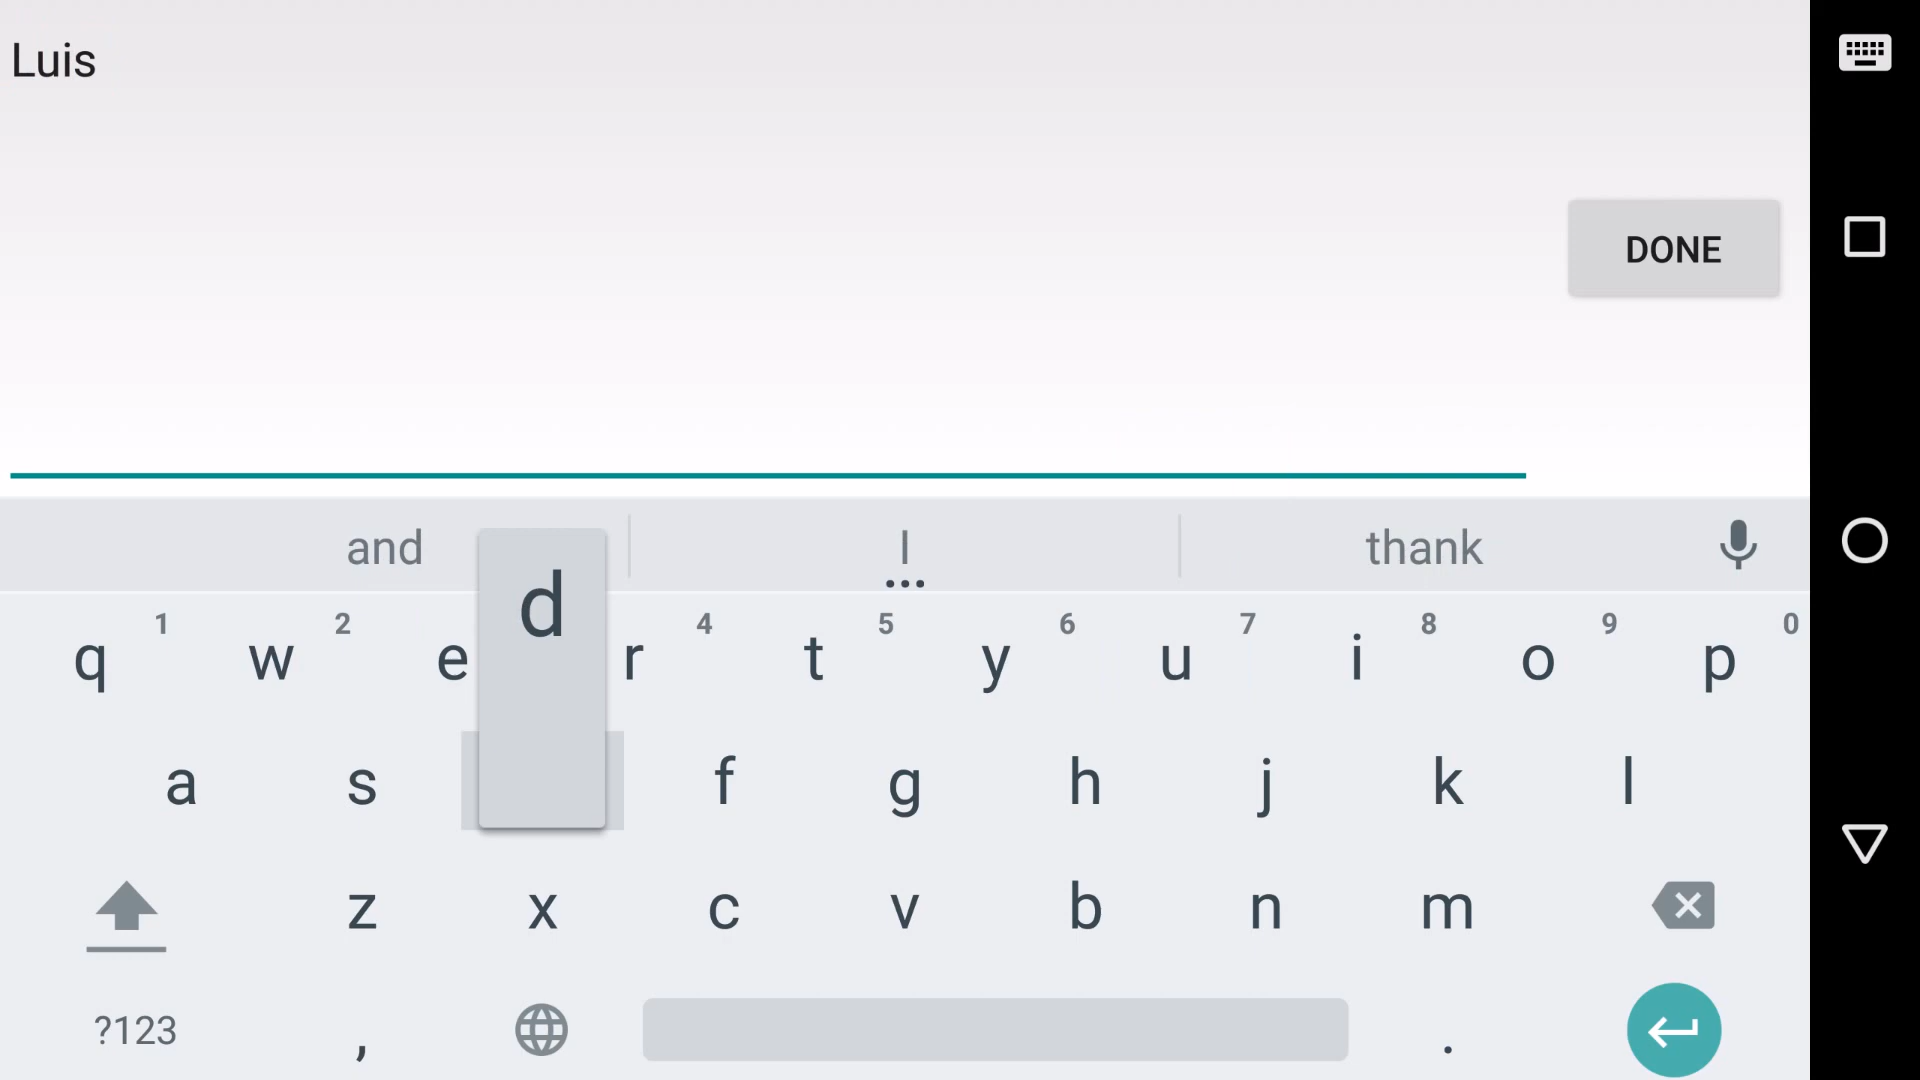 Luis
DONE
and I thank
1 2 4 5 6 7 8 9 0
q w e d r t y u i o p
a s f g h j k l
z x c v b n m
?123 , .